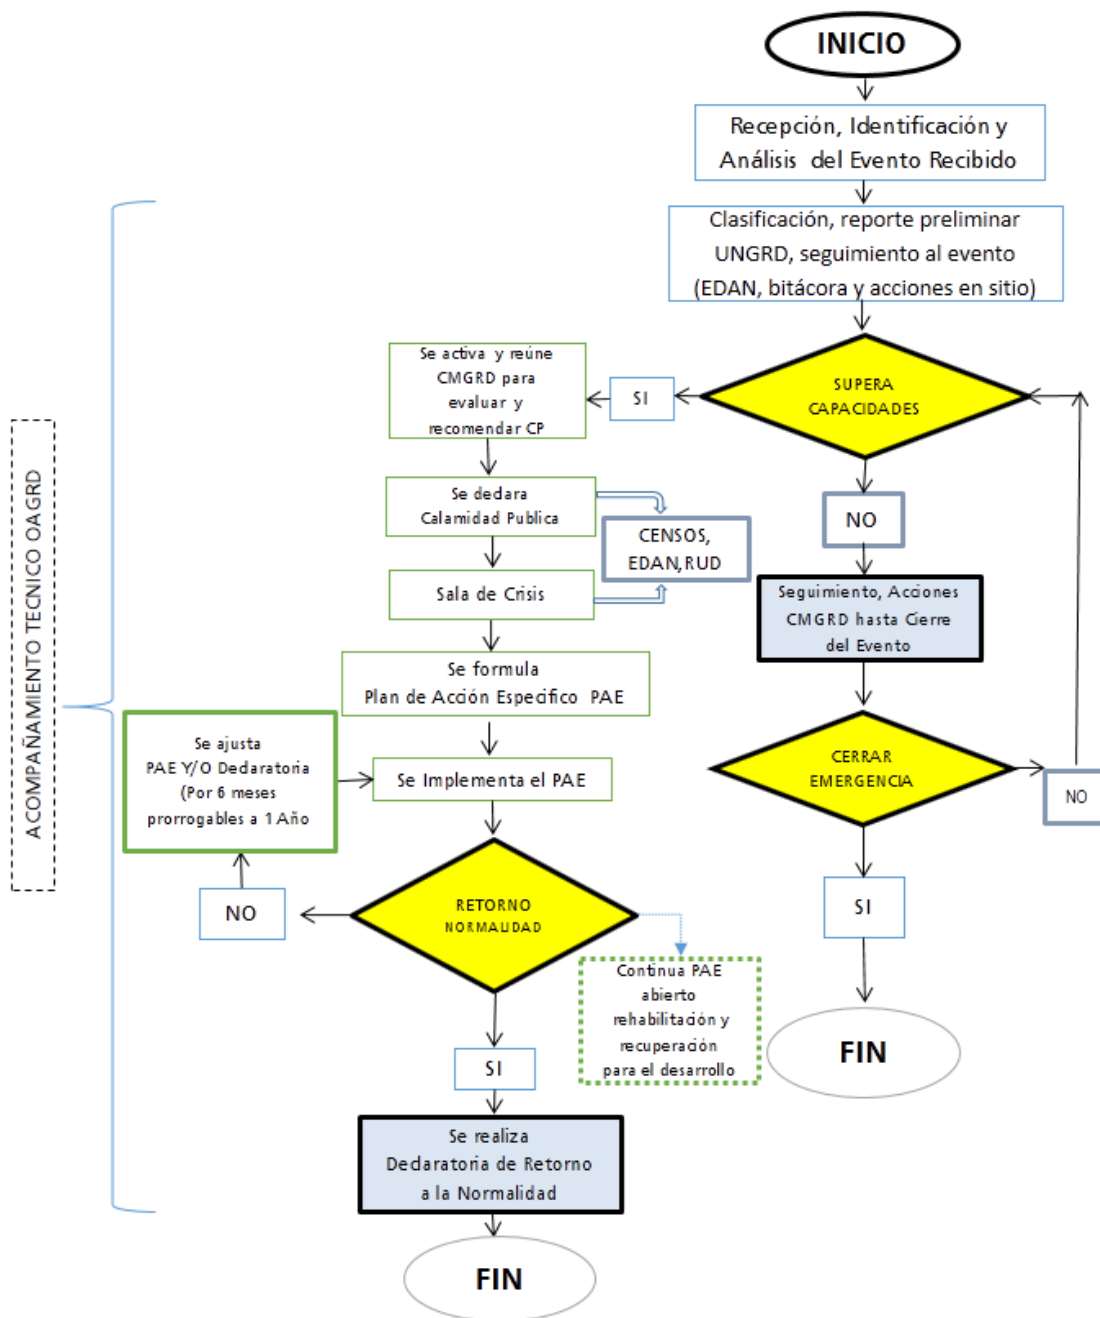 INICIO
Recepción, Identificación y
Análisis del Evento Recibido
Clasificación, reporte preliminar
UNGRD, seguimiento al evento
(EDAN, bitácora y acciones en sitio)
SUPERA
CAPACIDADES
SI
Se activa y reúne
CMGRD para
evaluar y
recomendar CP
Se declara
Calamidad Publica
CENSOS,
EDAN,RUD
Sala de Crisis
Se formula
Plan de Acción Especifico PAE
Se Implementa el PAE
Se ajusta
PAE Y/O Declaratoria
(Por 6 meses
prorrogables a 1 Año
RETORNO
NORMALIDAD
NO
Continua PAE
abierto
rehabilitación y
recuperación
para el desarrollo
SI
Se realiza
Declaratoria de Retorno
a la Normalidad
FIN
NO
Seguimiento, Acciones
CMGRD hasta Cierre
del Evento
CERRAR
EMERGENCIA
NO
SI
FIN
ACOMPAÑAMIENTO TECNICO OAGRD